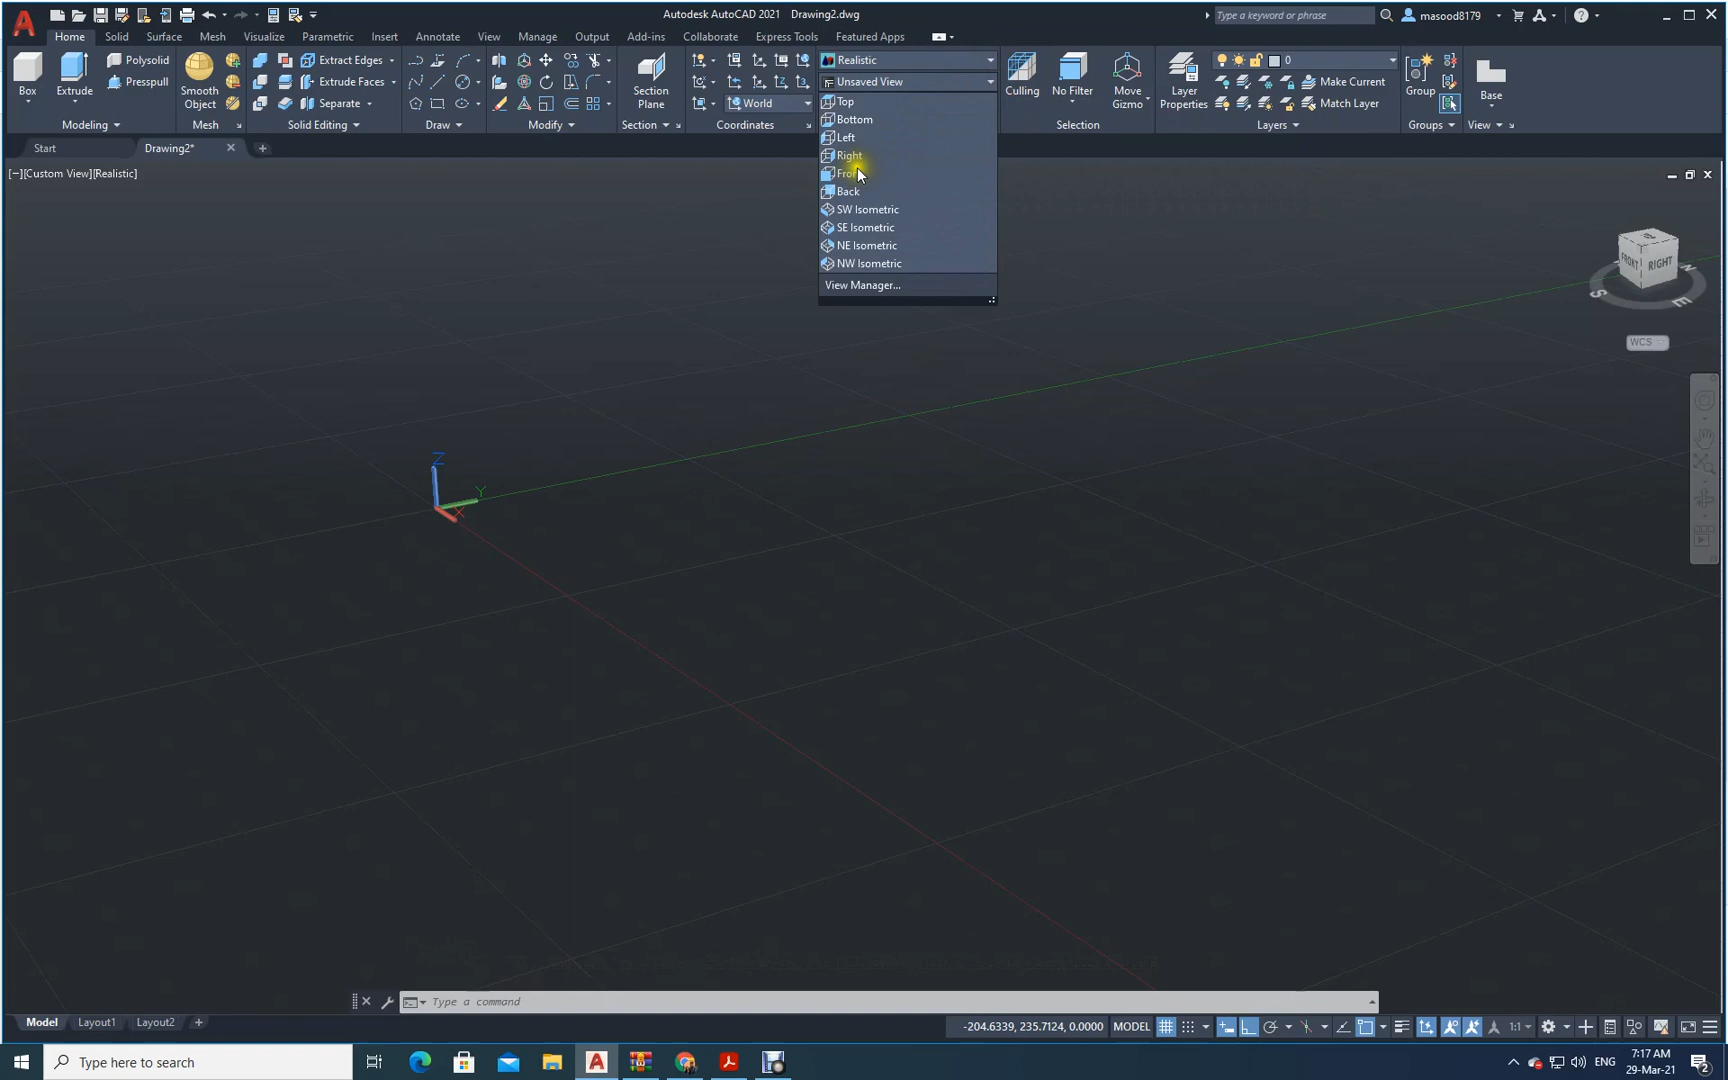 Autodesk AutoCAD 2021 Drawing2.dwg
Type a keyword or phrase
masood8179
Home Solid Surface Mesh Visualize Parametric Insert Annotate View Manage Output Add-ins Collaborate Express Tools Featured Apps
Box
Extrude
Polysolid
Presspull
Modeling
Smooth
Object
Mesh
Extract Edges
Extrude Faces
Separate
Solid Editing
Draw
Modify
Section
Plane
Section
World
Coordinates
Realistic
Unsaved View
Top
Bottom
Left
Right
Back
SW Isometric
SE Isometric
NE Isometric
NW Isometric
View Manager...
Culling
No Filter
Move
Gizmo
Selection
Layer
Properties
0
Make Current
Match Layer
Layers
Group
Groups
Base
View
Start Drawing2*
[−][Custom View][Realistic]
FRONT RIGHT
S E N
WCS
Z
Y
X
Type a command
Model Layout1 Layout2
-204.6339, 235.7124, 0.0000 MODEL 1:1
Type here to search
ENG
7:17 AM
29-Mar-21
2